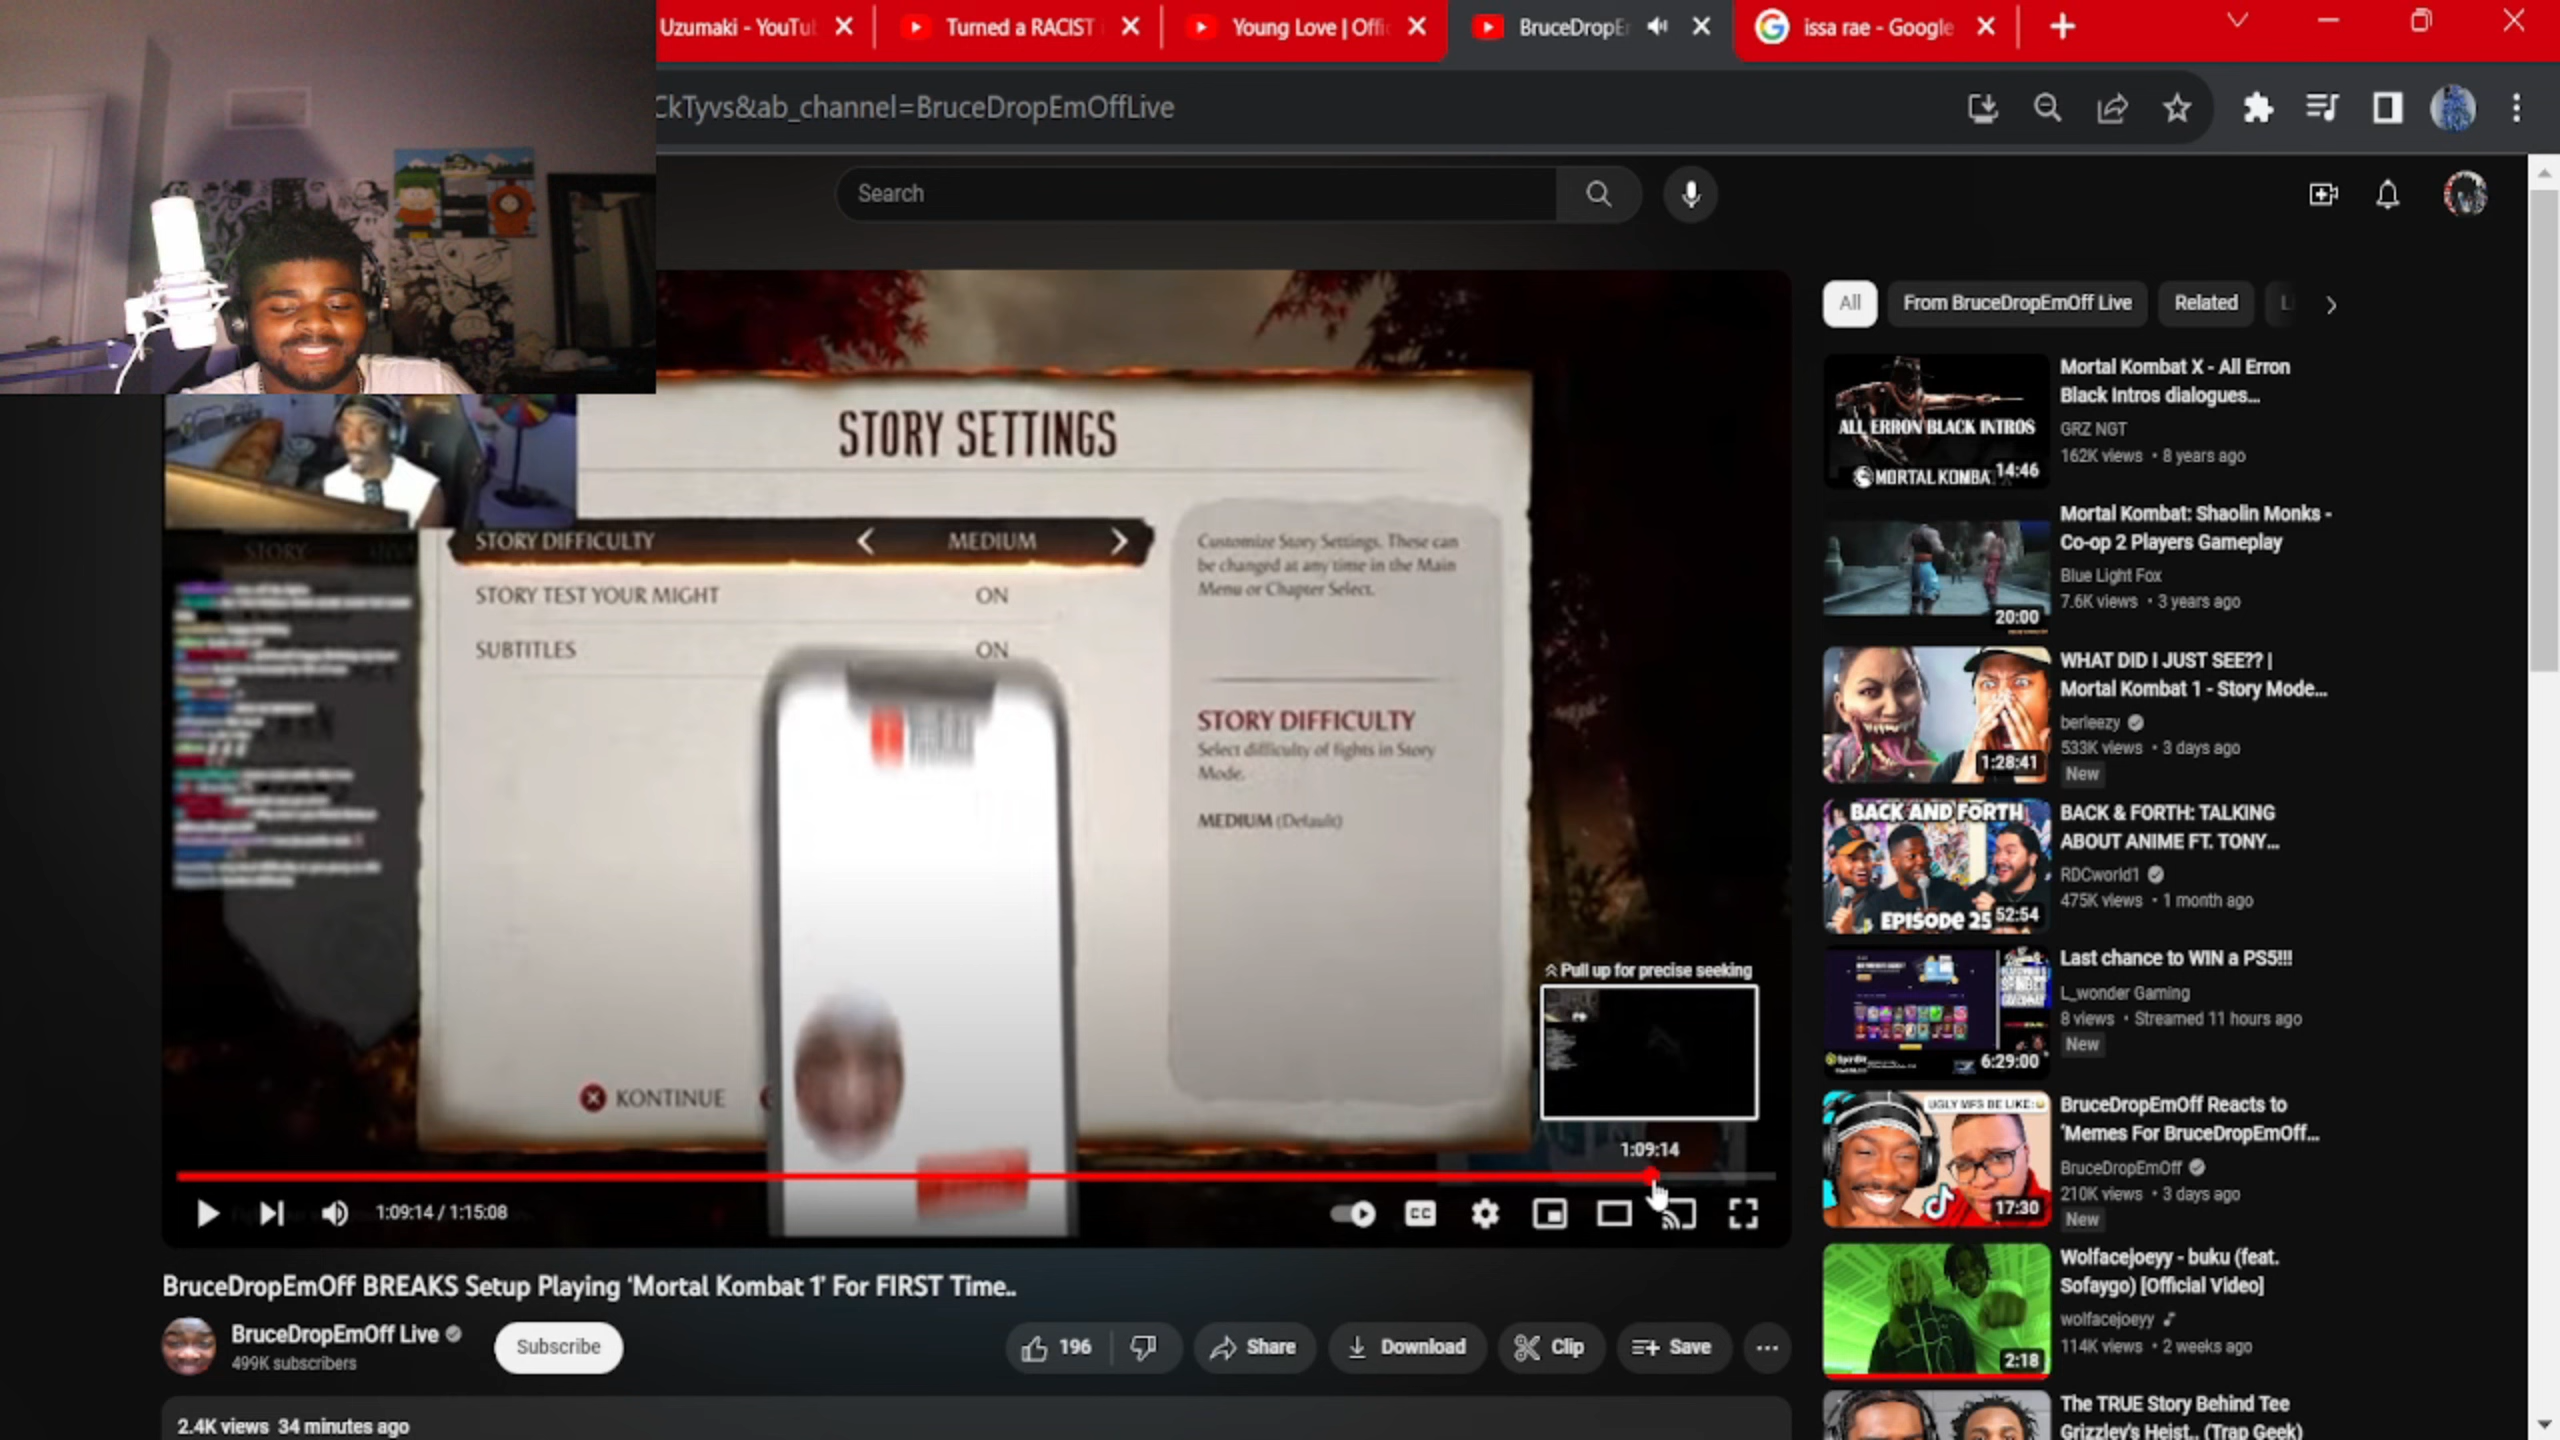 Uzumaki - YouTu
Turned a RACIST
Young Love | Offi
BruceDropEr
issa rae - Google
CkTyvs&ab_channel=BruceDropEmOffLive
Search
STORY SETTINGS
STORY DIFFICULTY
MEDIUM
STORY TEST YOUR MIGHT
ON
SUBTITLES
ON
STORY
Customize Story Settings. These can
be changed at any time in the Main
Menu or Chapter Select.
STORY DIFFICULTY
Select difficulty of fights in Story
Mode.
MEDIUM (Default)
KONTINUE
Pull up for precise seeking
1:09:14
1:09:14 / 1:15:08
CC
BruceDropEmOff BREAKS Setup Playing ‘Mortal Kombat 1’ For FIRST Time..
BruceDropEmOff Live
499K subscribers
Subscribe
196
Share
Download
Clip
Save
2.4K views 34 minutes ago
All
From BruceDropEmOff Live
Related
ALL ERRON BLACK INTROS
MORTAL KOMBA
14:46
Mortal Kombat X - All Erron
Black Intros dialogues...
GRZ NGT
162K views • 8 years ago
20:00
Mortal Kombat: Shaolin Monks -
Co-op 2 Players Gameplay
Blue Light Fox
7.6K views • 3 years ago
1:28:41
WHAT DID I JUST SEE?? |
Mortal Kombat 1 - Story Mode...
berleezy
533K views • 3 days ago
New
BACK AND FORTH
EPISODE 25
52:54
BACK & FORTH: TALKING
ABOUT ANIME FT. TONY...
RDCworld1
475K views • 1 month ago
6:29:00
Last chance to WIN a PS5!!!
L_wonder Gaming
8 views • Streamed 11 hours ago
New
UGLY MFS BE LIKE:
17:30
BruceDropEmOff Reacts to
‘Memes For BruceDropEmOff...
BruceDropEmOff
210K views • 3 days ago
New
2:18
Wolfacejoeyy - buku (feat.
Sofaygo) [Official Video]
wolfacejoeyy
114K views • 2 weeks ago
The TRUE Story Behind Tee
Grizzley's Heist.. (Trap Geek)